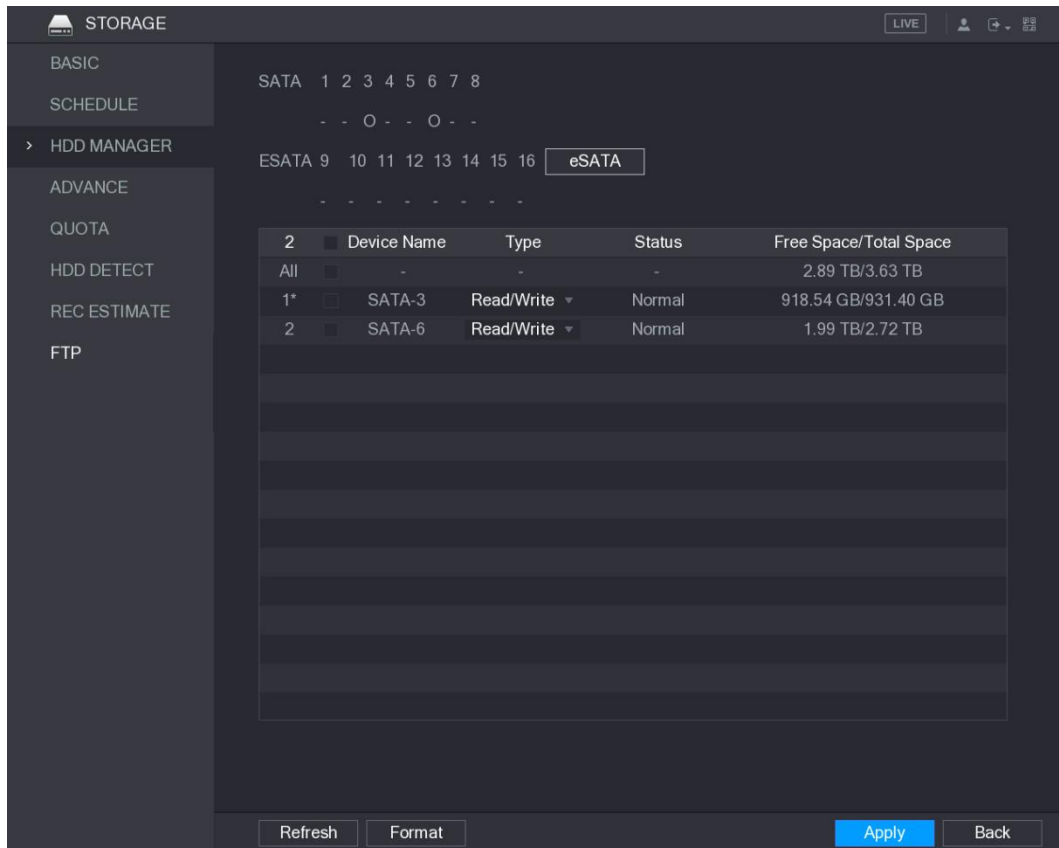 STORAGE LIVE
BASIC
SCHEDULE
> HDD MANAGER
ADVANCE
QUOTA
HDD DETECT
REC ESTIMATE
FTP
SATA 1 2 3 4 5 6 7 8
- - O - - O - -
ESATA 9 10 11 12 13 14 15 16 eSATA
- - - - - - - -
2 Device Name Type Status Free Space/Total Space
All - - - 2.89 TB/3.63 TB
1* SATA-3 Read/Write Normal 918.54 GB/931.40 GB
2 SATA-6 Read/Write Normal 1.99 TB/2.72 TB
Refresh Format Apply Back